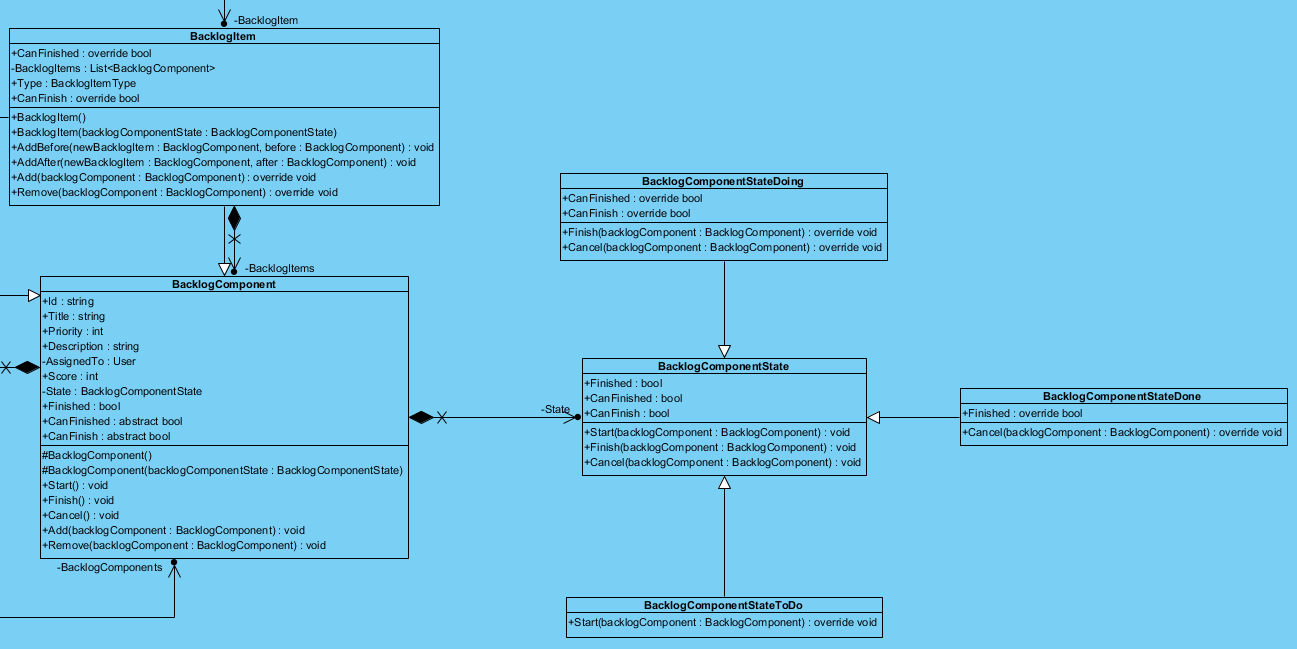 -BacklogItem
BacklogItem
+CanFinished : override bool
-BacklogItems : List<BacklogComponent>
+Type : BacklogItemType
+CanFinish : override bool
+BacklogItem()
+BacklogItem(backlogComponentState : BacklogComponentState)
+AddBefore(newBacklogItem : BacklogComponent, before : BacklogComponent) : void
+AddAfter(newBacklogItem : BacklogComponent, after : BacklogComponent) : void
+Add(backlogComponent : BacklogComponent) : override void
+Remove(backlogComponent : BacklogComponent) : override void
-BacklogItems
BacklogComponent
+Id : string
+Title : string
+Priority : int
+Description : string
-AssignedTo : User
+Score : int
-State : BacklogComponentState
+Finished : bool
+CanFinished : abstract bool
+CanFinish : abstract bool
#BacklogComponent()
#BacklogComponent(backlogComponentState : BacklogComponentState)
+Start() : void
+Finish() : void
+Cancel() : void
+Add(backlogComponent : BacklogComponent) : void
+Remove(backlogComponent : BacklogComponent) : void
-BacklogComponents
-State
BacklogComponentStateDoing
+CanFinished : override bool
+CanFinish : override bool
+Finish(backlogComponent : BacklogComponent) : override void
+Cancel(backlogComponent : BacklogComponent) : override void
BacklogComponentState
+Finished : bool
+CanFinished : bool
+CanFinish : bool
+Start(backlogComponent : BacklogComponent) : void
+Finish(backlogComponent : BacklogComponent) : void
+Cancel(backlogComponent : BacklogComponent) : void
BacklogComponentStateDone
+Finished : override bool
+Cancel(backlogComponent : BacklogComponent) : override void
BacklogComponentStateToDo
+Start(backlogComponent : BacklogComponent) : override void